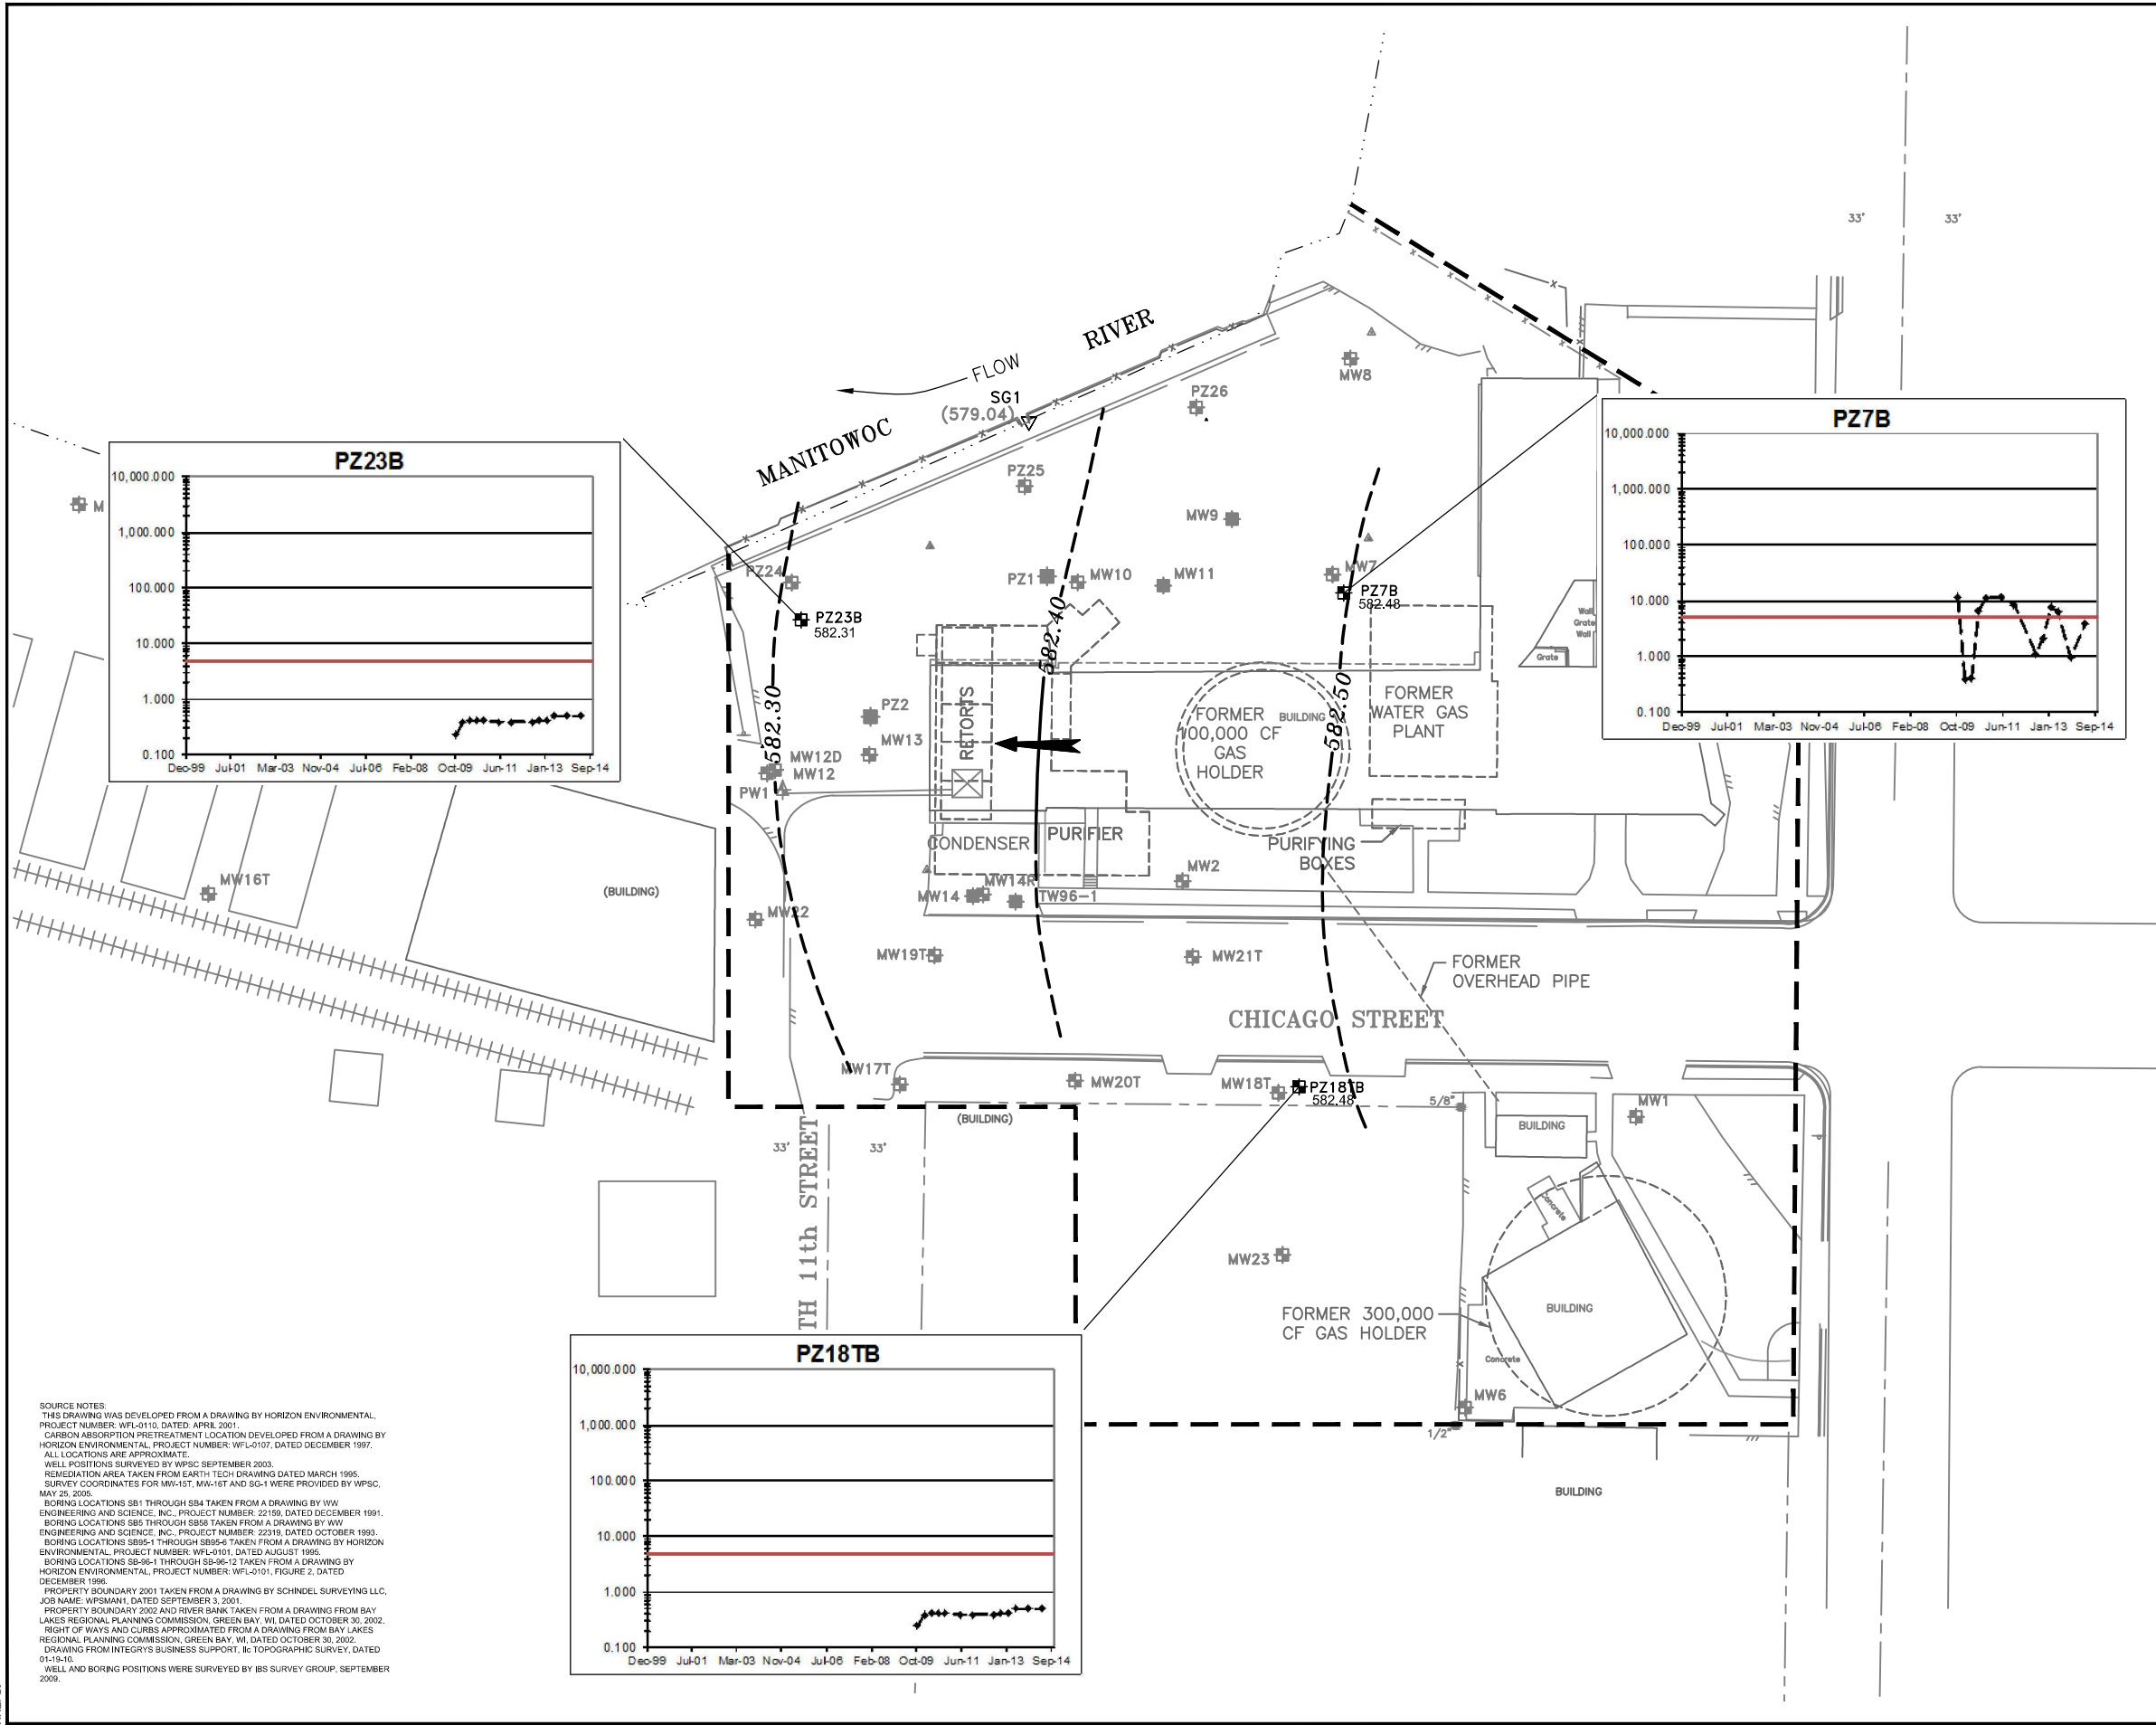 33'
33'
RIVER
FLOW
SG1
(579.04)
MANITOWOC
MW8
PZ26
PZ25
MW9
PZ23B
10,000.000
1,000.000
100.000
10.000
1.000
0.100
Dec-99 Jul-01 Mar-03 Nov-04 Jul-06 Feb-08 Oct-09 Jun-11 Jan-13 Sep-14
M
PZ7B
10,000.000
1,000.000
100.000
10.000
1.000
0.100
Dec-99 Jul-01 Mar-03 Nov-04 Jul-06 Feb-08 Oct-09 Jun-11 Jan-13 Sep-14
PZ24
PZ23B
582.31
PZ1
MW10
MW11
MW7
PZ7B
582.48
Wall
Grate
Wall
Grate
582.40
582.30
582.50
RETORTS
PZ2
MW13
MW12D
MW12
PW1
FORMER
100,000 CF
GAS
HOLDER
BUILDING
FORMER
WATER GAS
PLANT
CONDENSER
PURIFIER
PURIFYING
BOXES
MW2
MW14R
MW14
TW96-1
MW16T
(BUILDING)
MW22
MW19T
MW21T
FORMER
OVERHEAD PIPE
CHICAGO STREET
MW17T
MW20T
MW18T
PZ18TB
582.48
5/8"
MW1
(BUILDING)
BUILDING
33'
33'
TH 11th STREET
MW23
Concrete
BUILDING
FORMER 300,000
CF GAS HOLDER
Concrete
MW6
1/2"
BUILDING
PZ18TB
10,000.000
1,000.000
100.000
10.000
1.000
0.100
Dec-99 Jul-01 Mar-03 Nov-04 Jul-06 Feb-08 Oct-09 Jun-11 Jan-13 Sep-14
SOURCE NOTES:
THIS DRAWING WAS DEVELOPED FROM A DRAWING BY HORIZON ENVIRONMENTAL,
PROJECT NUMBER: WFL-0110, DATED: APRIL 2001.
CARBON ABSORPTION PRETREATMENT LOCATION DEVELOPED FROM A DRAWING BY
HORIZON ENVIRONMENTAL, PROJECT NUMBER: WFL-0107, DATED DECEMBER 1997.
ALL LOCATIONS ARE APPROXIMATE.
WELL POSITIONS SURVEYED BY WPSC SEPTEMBER 2003.
REMEDIATION AREA TAKEN FROM EARTH TECH DRAWING DATED MARCH 1995.
SURVEY COORDINATES FOR MW-15T, MW-16T AND SG-1 WERE PROVIDED BY WPSC,
MAY 25, 2005.
BORING LOCATIONS SB1 THROUGH SB4 TAKEN FROM A DRAWING BY WW
ENGINEERING AND SCIENCE, INC., PROJECT NUMBER: 22159, DATED DECEMBER 1991.
BORING LOCATIONS SB5 THROUGH SB58 TAKEN FROM A DRAWING BY WW
ENGINEERING AND SCIENCE, INC., PROJECT NUMBER: 22319, DATED OCTOBER 1993.
BORING LOCATIONS SB95-1 THROUGH SB95-6 TAKEN FROM A DRAWING BY HORIZON
ENVIRONMENTAL, PROJECT NUMBER: WFL-0101, DATED AUGUST 1995.
BORING LOCATIONS SB-96-1 THROUGH SB-96-12 TAKEN FROM A DRAWING BY
HORIZON ENVIRONMENTAL, PROJECT NUMBER: WFL-0101, FIGURE 2, DATED
DECEMBER 1996.
PROPERTY BOUNDARY 2001 TAKEN FROM A DRAWING BY SCHINDEL SURVEYING LLC,
JOB NAME: WPSMAN1, DATED SEPTEMBER 3, 2001.
PROPERTY BOUNDARY 2002 AND RIVER BANK TAKEN FROM A DRAWING FROM BAY
LAKES REGIONAL PLANNING COMMISSION, GREEN BAY, WI, DATED OCTOBER 30, 2002.
RIGHT OF WAYS AND CURBS APPROXIMATED FROM A DRAWING FROM BAY LAKES
REGIONAL PLANNING COMMISSION, GREEN BAY, WI, DATED OCTOBER 30, 2002.
DRAWING FROM INTEGRYS BUSINESS SUPPORT, llc TOPOGRAPHIC SURVEY, DATED
01-19-10.
WELL AND BORING POSITIONS WERE SURVEYED BY IBS SURVEY GROUP, SEPTEMBER
2009.